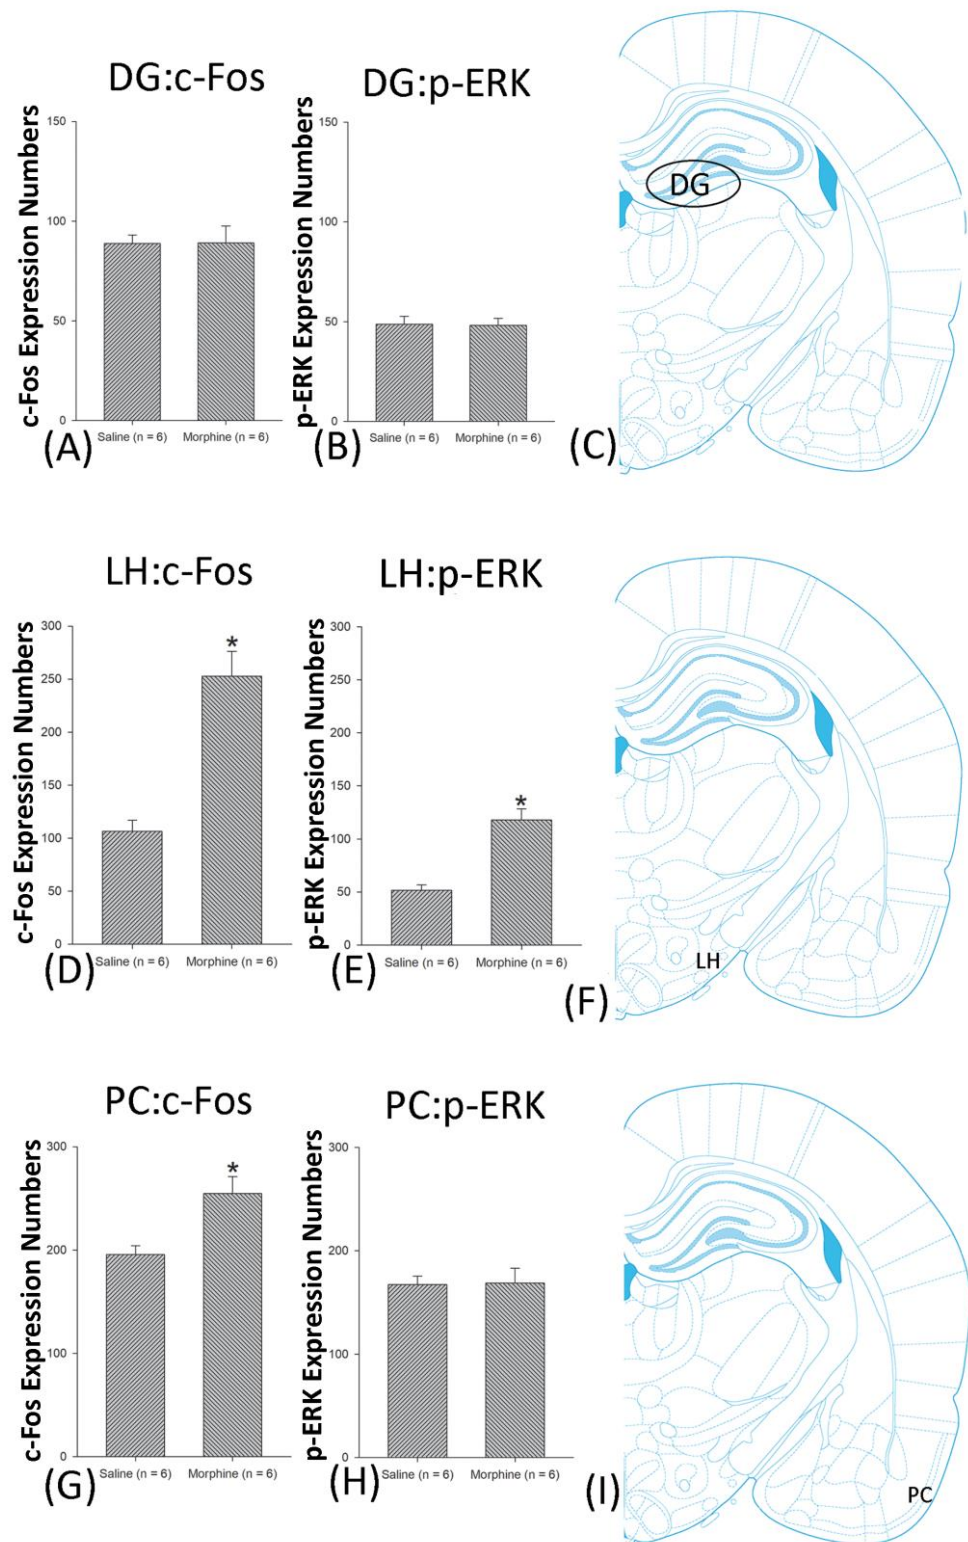 DG:c-Fos
DG:p-ERK
c-Fos Expression Numbers
150
100
50
0
Saline (n = 6) Morphine (n = 6)
(A)
p-ERK Expression Numbers
150
100
50
0
Saline (n = 6) Morphine (n = 6)
(B)
DG
(C)
LH:c-Fos
LH:p-ERK
c-Fos Expression Numbers
300
250
200
150
100
50
0
*
Saline (n = 6) Morphine (n = 6)
(D)
p-ERK Expression Numbers
300
250
200
150
100
50
0
*
Saline (n = 6) Morphine (n = 6)
(E)
LH
(F)
PC:c-Fos
PC:p-ERK
c-Fos Expression Numbers
300
200
100
0
*
Saline (n = 6) Morphine (n = 6)
(G)
p-ERK Expression Numbers
300
200
100
0
Saline (n = 6) Morphine (n = 6)
(H)
PC
(I)